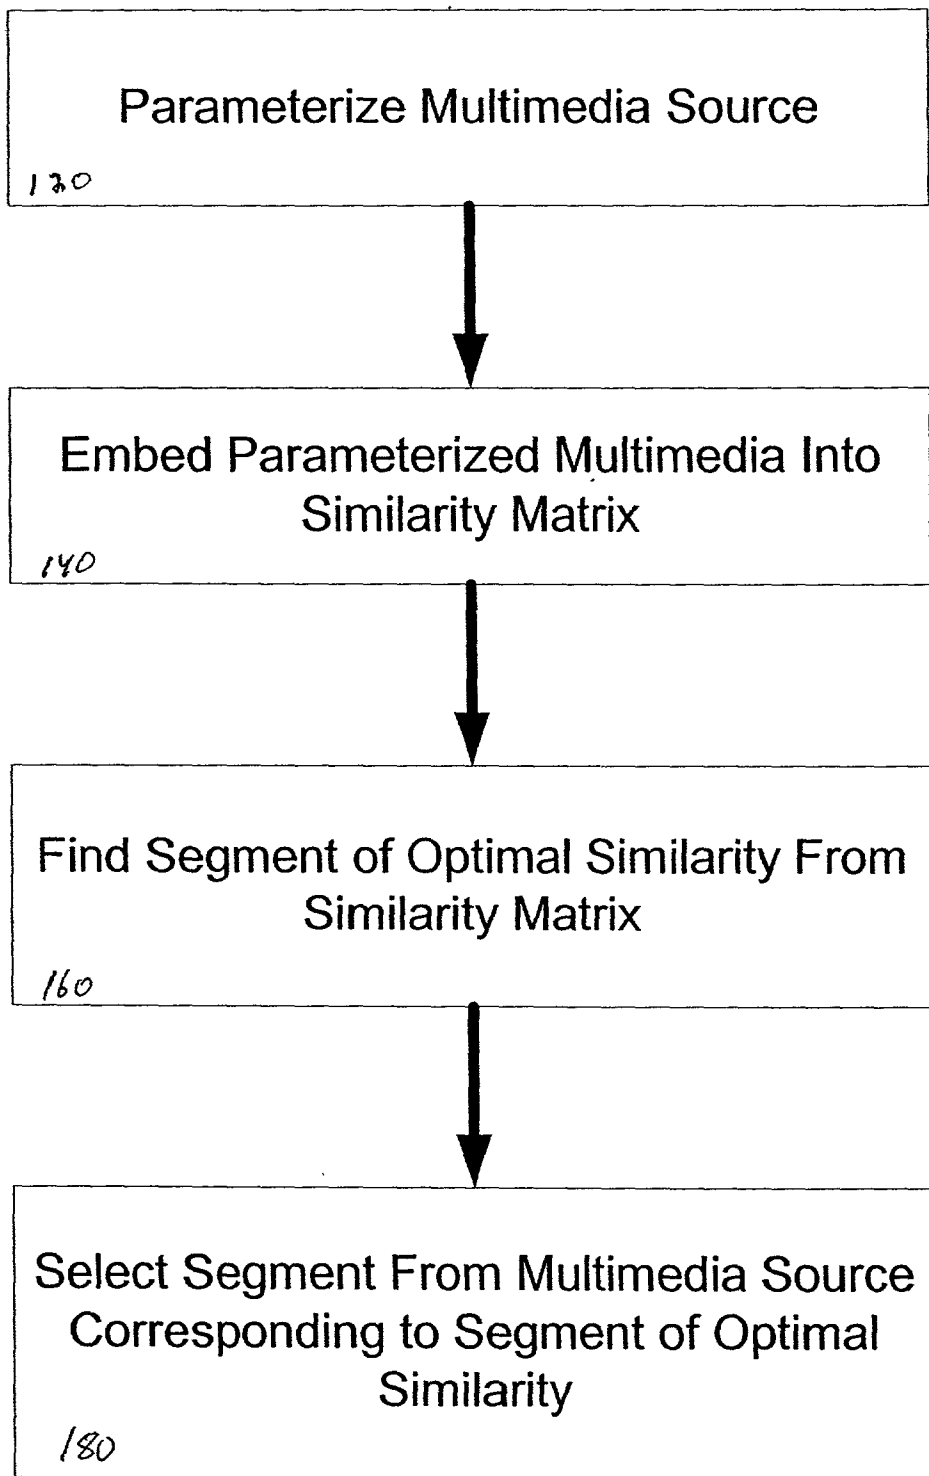 Parameterize Multimedia Source
120
Embed Parameterized Multimedia Into
Similarity Matrix
140
Find Segment of Optimal Similarity From
Similarity Matrix
160
Select Segment From Multimedia Source
Corresponding to Segment of Optimal
Similarity
180